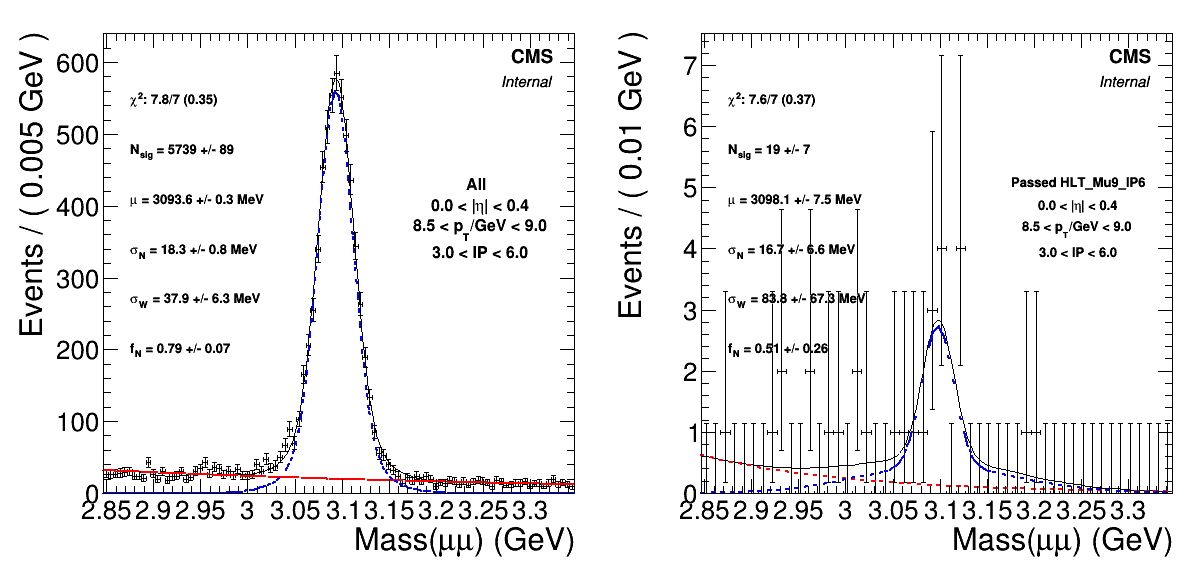 Events / ( 0.005 GeV )
600
500
400
300
200
100
0
CMS
Internal
χ²: 7.8/7 (0.35)
N_sig = 5739 +/- 89
μ = 3093.6 +/- 0.3 MeV
σ_N = 18.3 +/- 0.8 MeV
σ_W = 37.9 +/- 6.3 MeV
f_N = 0.79 +/- 0.07
All
0.0 < |η| < 0.4
8.5 < p_T/GeV < 9.0
3.0 < IP < 6.0
2.85 2.9 2.95 3 3.05 3.1 3.15 3.2 3.25 3.3
Mass(μμ) (GeV)
Events / ( 0.01 GeV )
7
6
5
4
3
2
1
0
CMS
Internal
χ²: 7.6/7 (0.37)
N_sig = 19 +/- 7
μ = 3098.1 +/- 7.5 MeV
σ_N = 16.7 +/- 6.6 MeV
σ_W = 83.8 +/- 67.3 MeV
f_N = 0.51 +/- 0.26
Passed HLT_Mu9_IP6
0.0 < |η| < 0.4
8.5 < p_T/GeV < 9.0
3.0 < IP < 6.0
2.85 2.9 2.95 3 3.05 3.1 3.15 3.2 3.25 3.3
Mass(μμ) (GeV)